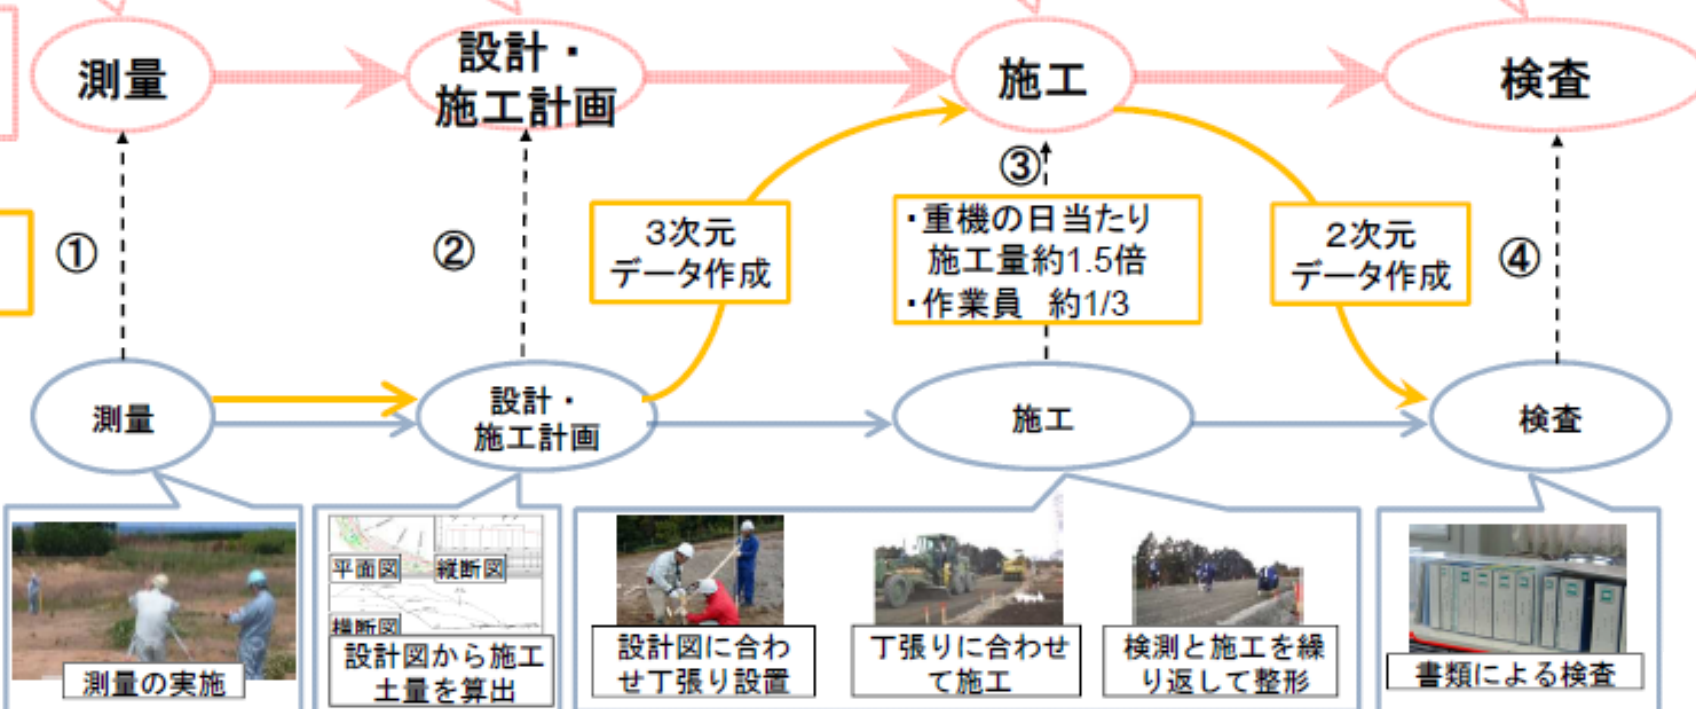 測量
設計・
施工計画
施工
検査
①
②
3次元
データ作成
③
・重機の日当たり
施工量約1.5倍
・作業員　約1/3
2次元
データ作成
④
測量
設計・
施工計画
施工
検査
測量の実施
平面図
縦断図
横断図
設計図から施工
土量を算出
設計図に合わ
せ丁張り設置
丁張りに合わせ
て施工
検測と施工を繰
り返して整形
書類による検査